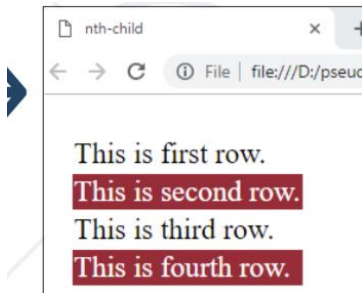 nth-child
File | file:///D:/pseud
This is first row.
This is second row.
This is third row.
This is fourth row.